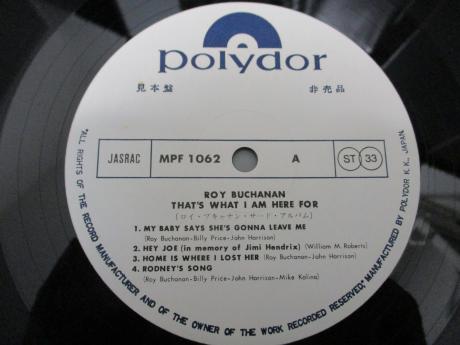 polydor
見本盤 非売品
JASRAC MPF 1062 A ST 33
ROY BUCHANAN
THAT'S WHAT I AM HERE FOR
(ロイ・ブキャナン・サード・アルバム)
1. MY BABY SAYS SHE'S GONNA LEAVE ME
(Roy Buchanan-Billy Price-John Harrison)
2. HEY JOE (in memory of Jimi Hendrix) (William M. Roberts)
3. HOME IS WHERE I LOST HER (Roy Buchanan-John Harrison)
4. RODNEY'S SONG
(Roy Buchanan-Billy Price-John Harrison-Mike Kalina)
"ALL RIGHTS OF THE RECORD MANUFACTURER AND OF THE OWNER OF THE WORK RECORDED RESERVED" MANUFACTURED BY POLYDOR K. K., JAPAN.